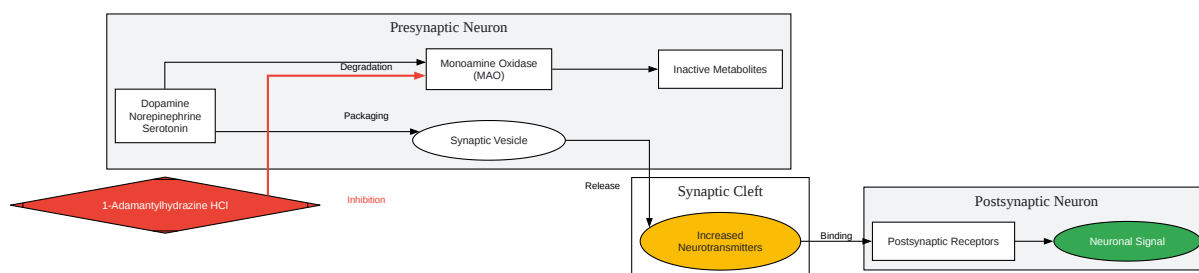 Presynaptic Neuron
Degradation
Monoamine Oxidase
(MAO)
Inactive Metabolites
Dopamine
Norepinephrine
Serotonin
Packaging
Synaptic Vesicle
1-Adamantylhydrazine HCl
Inhibition
Release
Synaptic Cleft
Increased
Neurotransmitters
Binding
Postsynaptic Neuron
Postsynaptic Receptors
Neuronal Signal